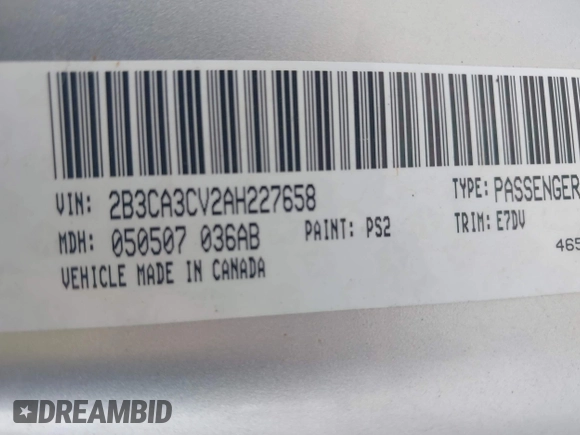 VIN: 2B3CA3CV2AH227658
TYPE: PASSENGER
MDH: 050507 036AB
PAINT: PS2
TRIM: E7DV
VEHICLE MADE IN CANADA
465
DREAMBID